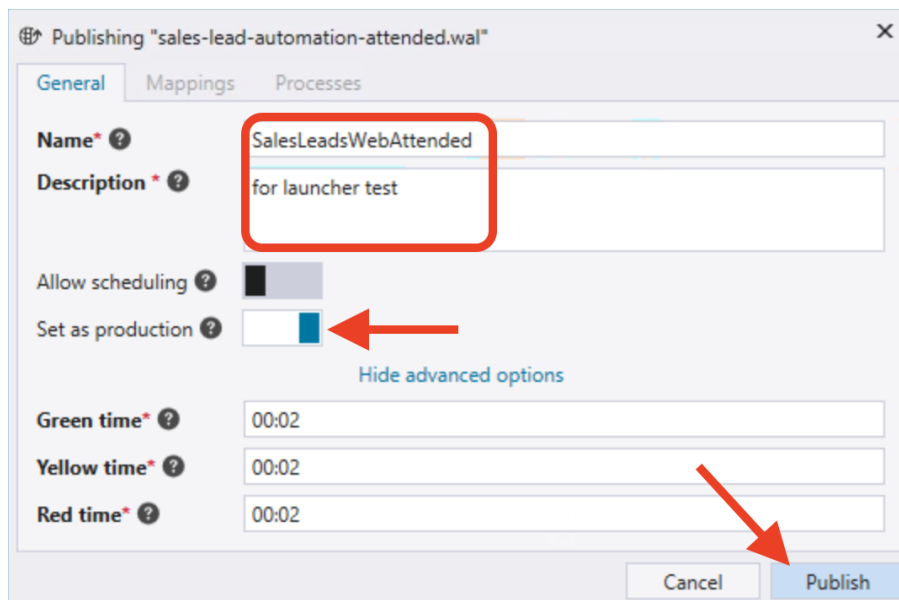 Publishing "sales-lead-automation-attended.wal"
General Mappings Processes
Name* ? SalesLeadsWebAttended
Description * ? for launcher test
Allow scheduling ?
Set as production ?
Hide advanced options
Green time* ? 00:02
Yellow time* ? 00:02
Red time* ? 00:02
Cancel Publish